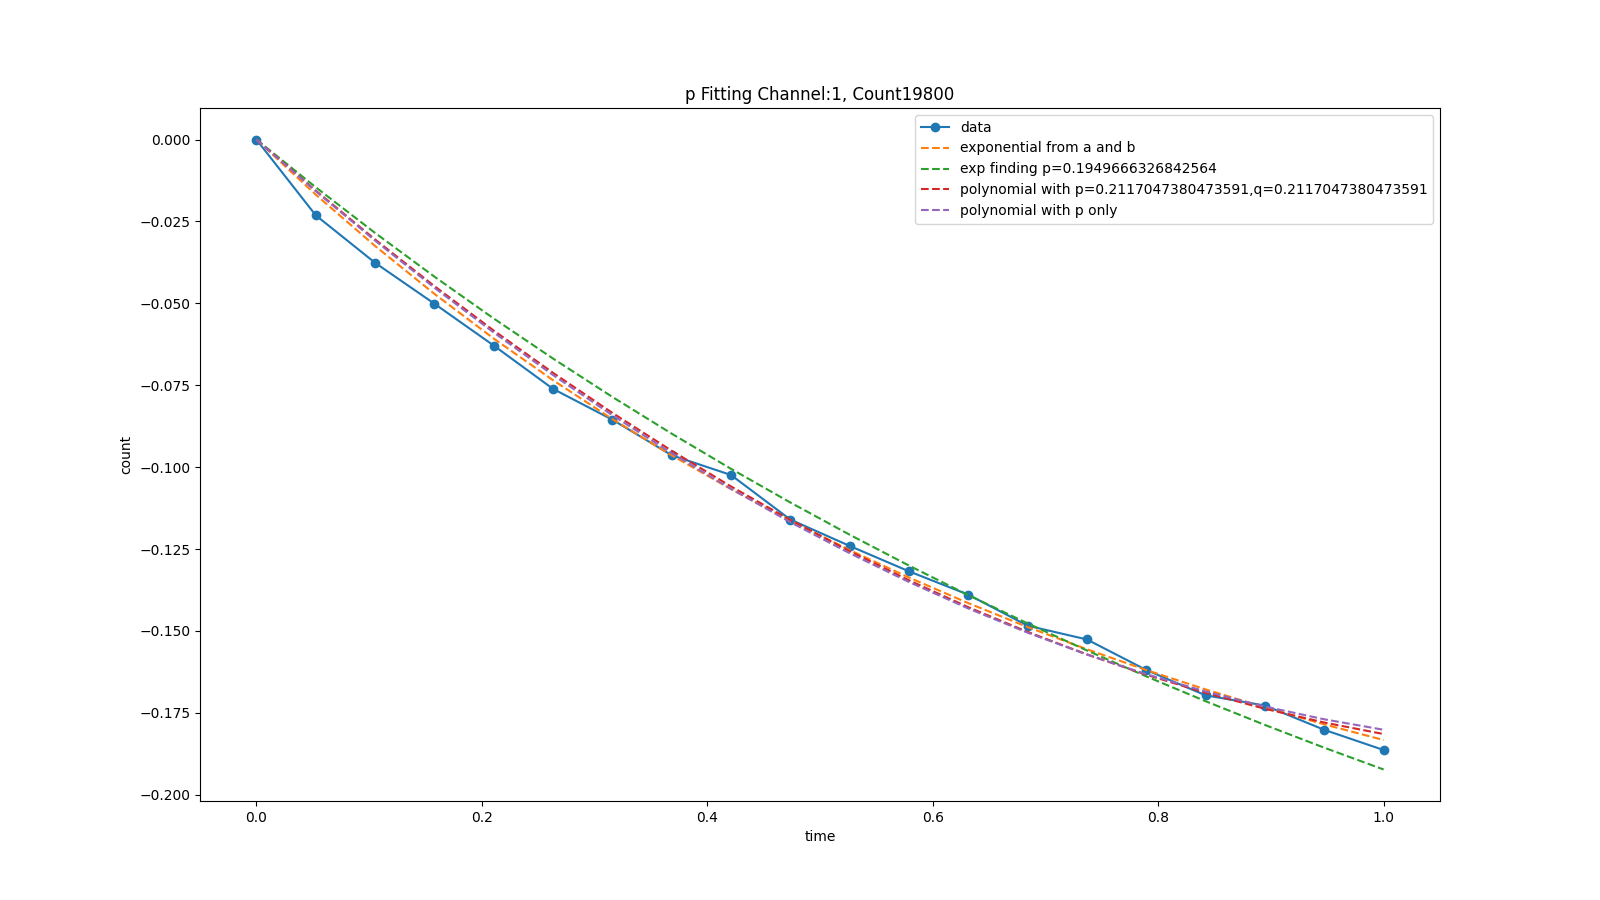 p Fitting Channel:1, Count19800
data
exponential from a and b
exp finding p=0.1949666326842564
polynomial with p=0.2117047380473591,q=0.2117047380473591
polynomial with p only
0.000
−0.025
−0.050
−0.075
−0.100
−0.125
−0.150
−0.175
−0.200
count
0.0 0.2 0.4 0.6 0.8 1.0
time